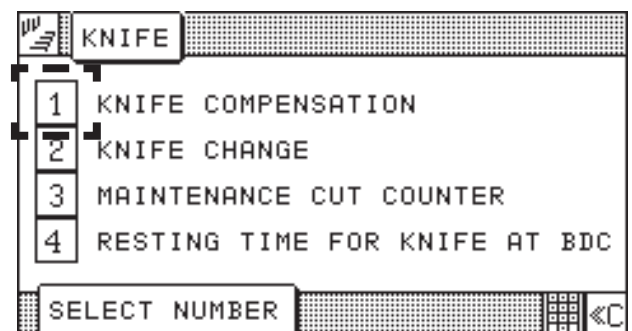 KNIFE
1 KNIFE COMPENSATION
2 KNIFE CHANGE
3 MAINTENANCE CUT COUNTER
4 RESTING TIME FOR KNIFE AT BDC
SELECT NUMBER «C